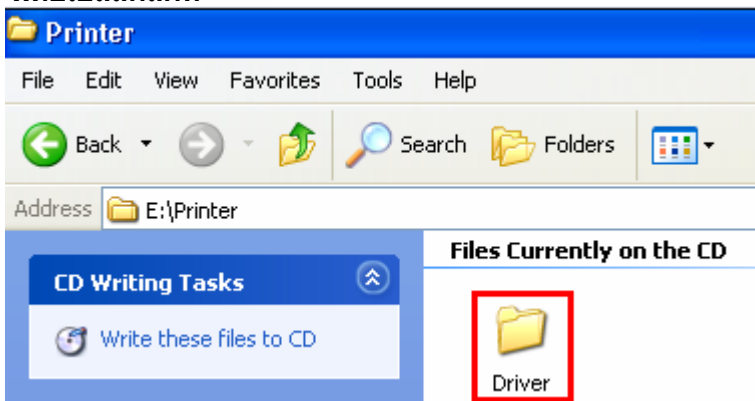 Printer
File Edit View Favorites Tools Help
Back Search Folders
Address E:\Printer
Files Currently on the CD
CD Writing Tasks
Write these files to CD
Driver